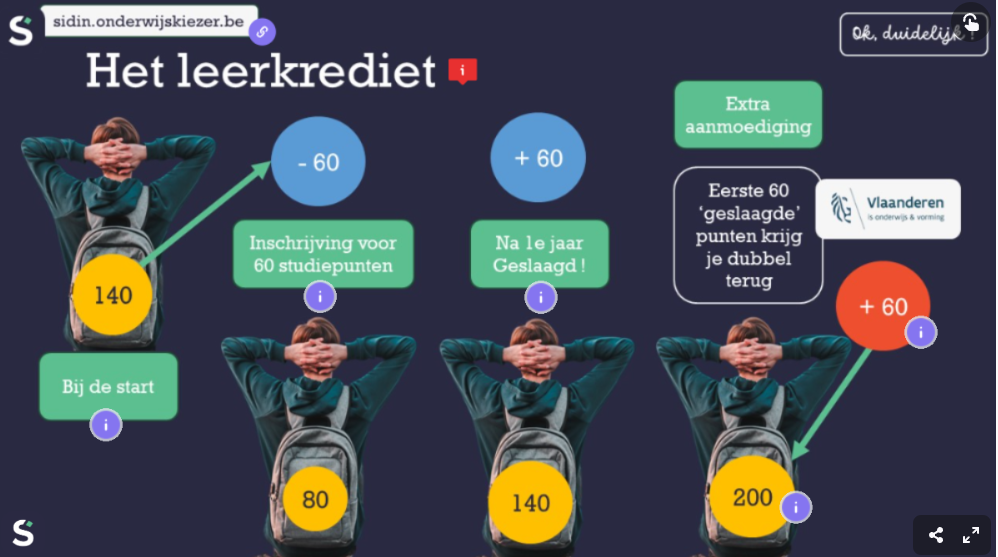 sidin.onderwijskiezer.be
Ok, duidelijk !
Het leerkrediet
i
Extra
aanmoediging
- 60
+ 60
Eerste 60
‘geslaagde’
punten krijg
je dubbel
terug
Vlaanderen
is onderwijs & vorming
Inschrijving voor
60 studiepunten
i
Na 1e jaar
Geslaagd !
i
140
+ 60
i
Bij de start
i
80
140
200
i
S
S